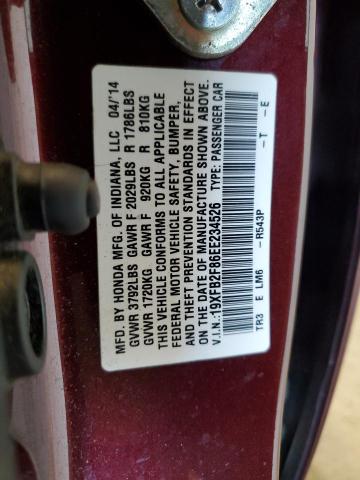 MFD. BY HONDA MFG. OF INDIANA, LLC 04/'14
GVWR 3792LBS GAWR F 2029LBS R 1786LBS
GVWR 1720KG GAWR F 920KG R 810KG
THIS VEHICLE CONFORMS TO ALL APPLICABLE
FEDERAL MOTOR VEHICLE SAFETY, BUMPER,
AND THEFT PREVENTION STANDARDS IN EFFECT
ON THE DATE OF MANUFACTURE SHOWN ABOVE.
V.I.N.:19XFB2F86EE234526 TYPE: PASSENGER CAR
TR3 E LM6 -R543P -T -E